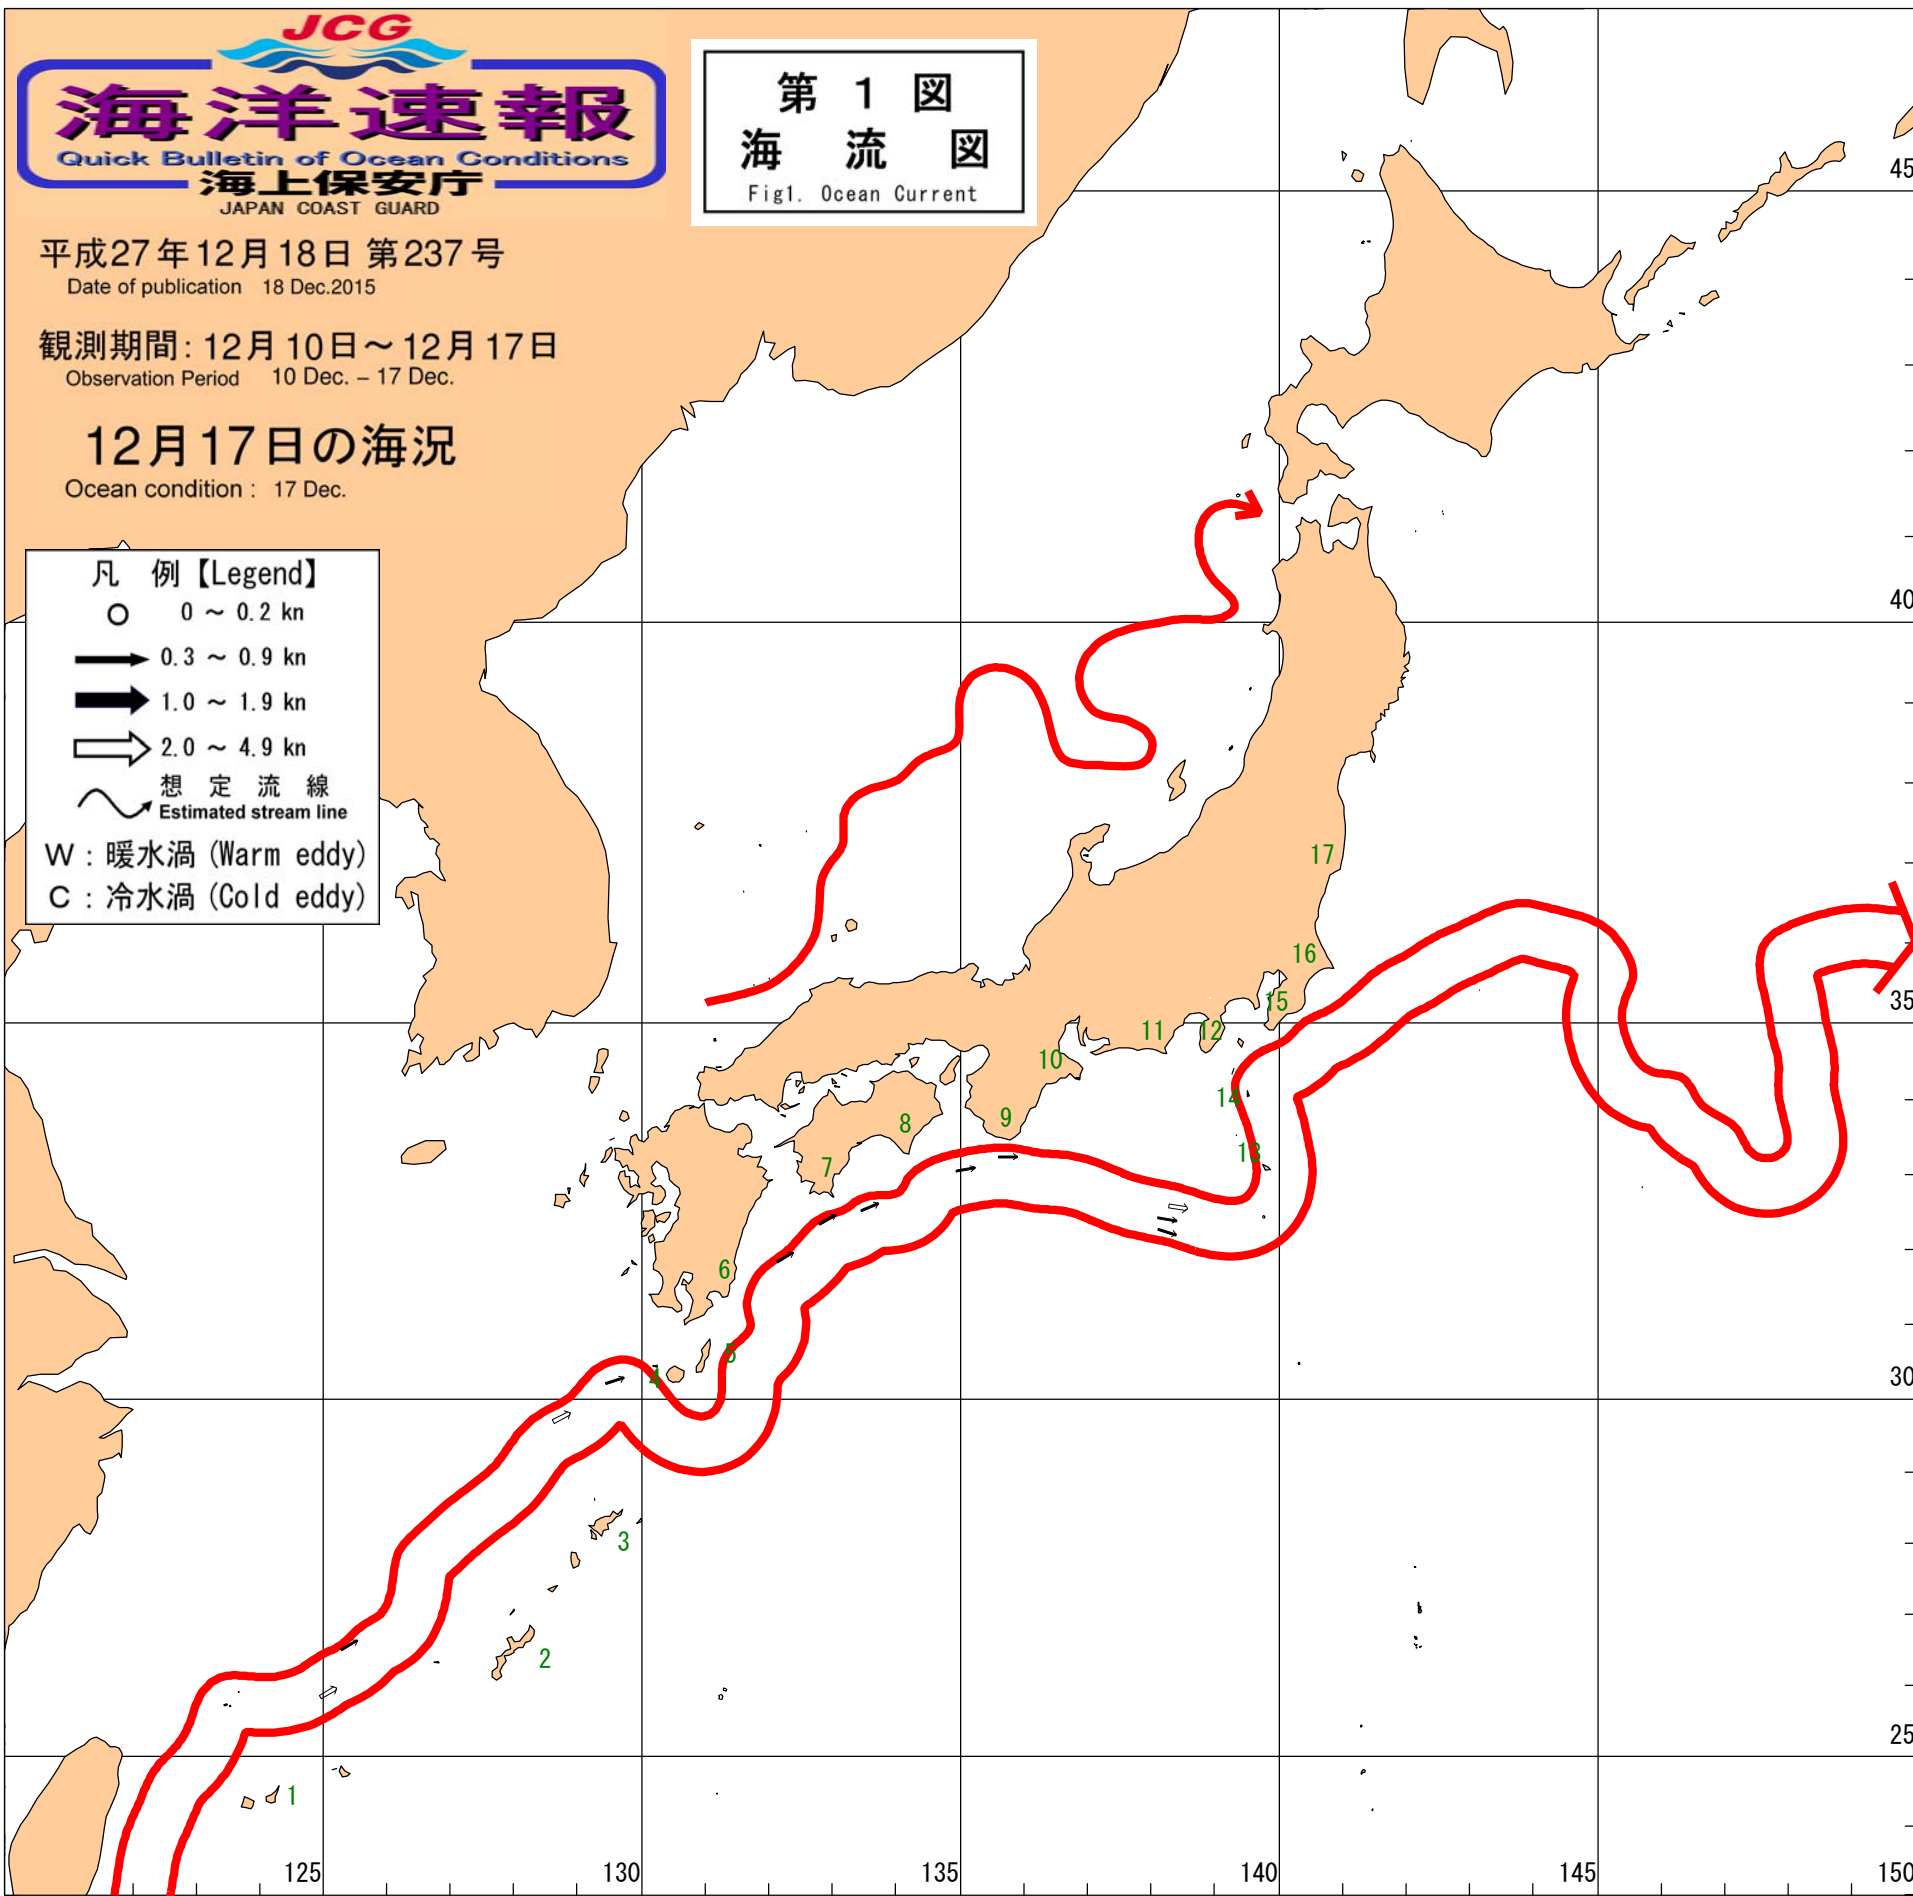 JCG
海洋速報
Quick Bulletin of Ocean Conditions
海上保安庁
JAPAN COAST GUARD
第 1 図
海 流 図
Fig1. Ocean Current
平成27年12月18日 第237号
Date of publication 18 Dec.2015
観測期間: 12月10日～12月17日
Observation Period 10 Dec. – 17 Dec.
12月17日の海況
Ocean condition : 17 Dec.
凡 例【Legend】
0 ～ 0.2 kn
0.3 ～ 0.9 kn
1.0 ～ 1.9 kn
2.0 ～ 4.9 kn
想 定 流 線
Estimated stream line
W : 暖水渦 (Warm eddy)
C : 冷水渦 (Cold eddy)
45
40
17
16
35
15
11
12
10
14
9
8
13
7
6
5
4
30
3
2
25
1
125
130
135
140
145
150